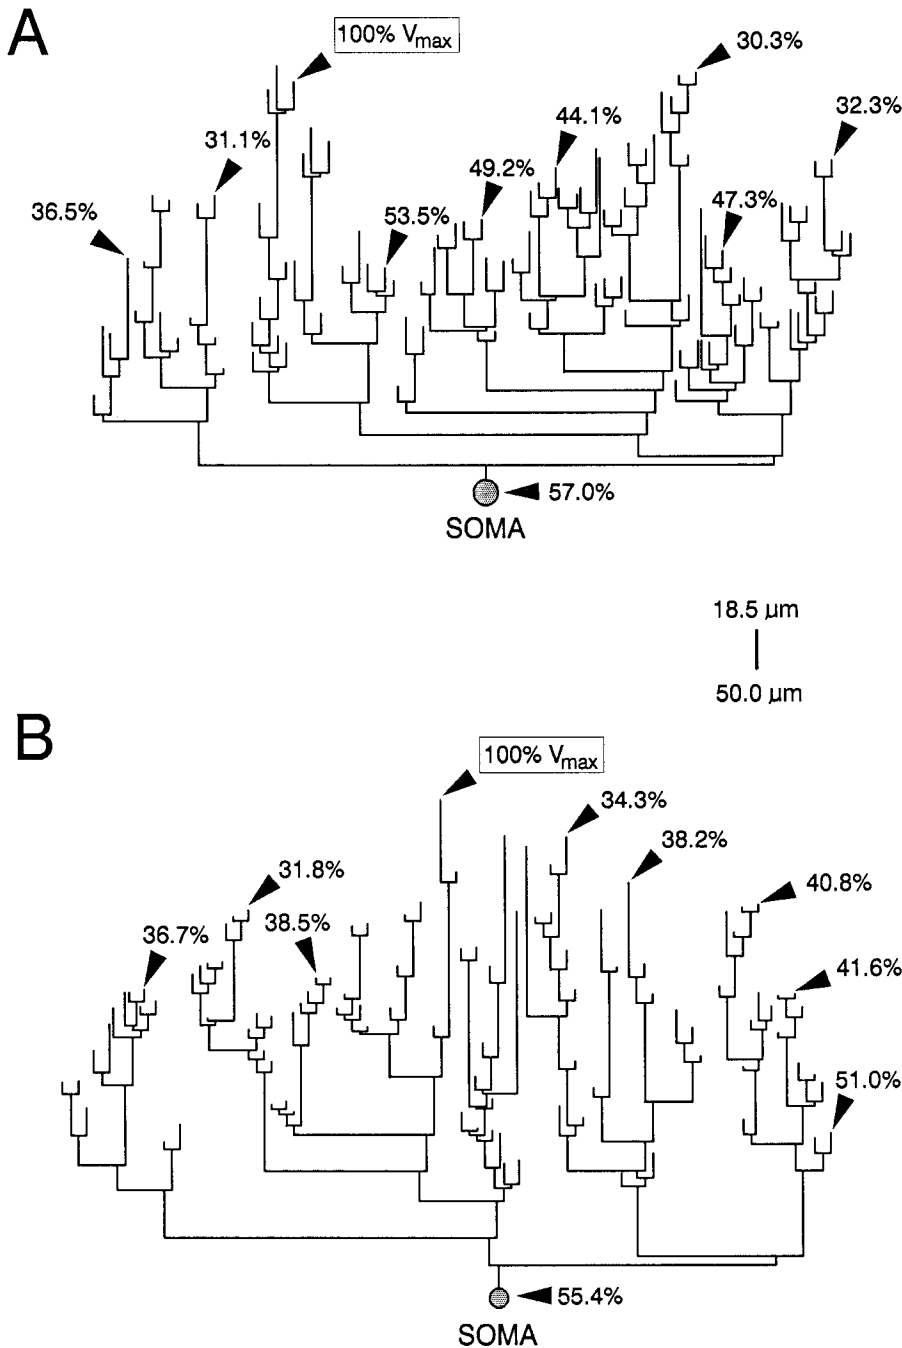 A
100% Vmax
30.3%
32.3%
44.1%
31.1%
49.2%
47.3%
36.5%
53.5%
57.0%
SOMA
18.5 µm
50.0 µm
B
100% Vmax
34.3%
38.2%
31.8%
40.8%
38.5%
36.7%
41.6%
51.0%
55.4%
SOMA